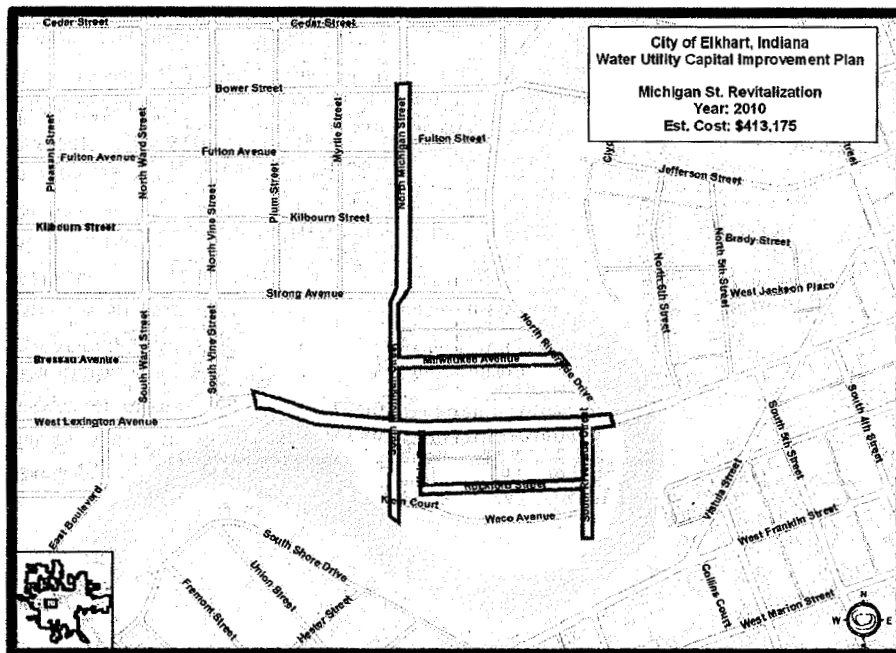 City of Elkhart, Indiana
Water Utility Capital Improvement Plan
Michigan St. Revitalization
Year: 2010
Est. Cost: $413,175
Cedar Street
Cedar Street
Bower Street
Pleasant Street
North Ward Street
Myrtle Street
North Michigan Street
Fulton Street
Fulton Avenue
Fulton Avenue
Plum Street
North Vine Street
Kilbourn Street
Kilbourn Street
Jefferson Street
Brady Street
North 5th Street
North 6th Street
West Jackson Place
Strong Avenue
South Ward Street
South Vine Street
Bressau Avenue
Milwaukee Avenue
North Riverside Drive
West Lexington Avenue
South 5th Street
South 4th Street
Vistula Street
Street
Klein Court
Waco Avenue
West Franklin Street
East Boulevard
South Shore Drive
Union Street
Fremont Street
Hester Street
Collins Court
West Marion Street
N
W
E